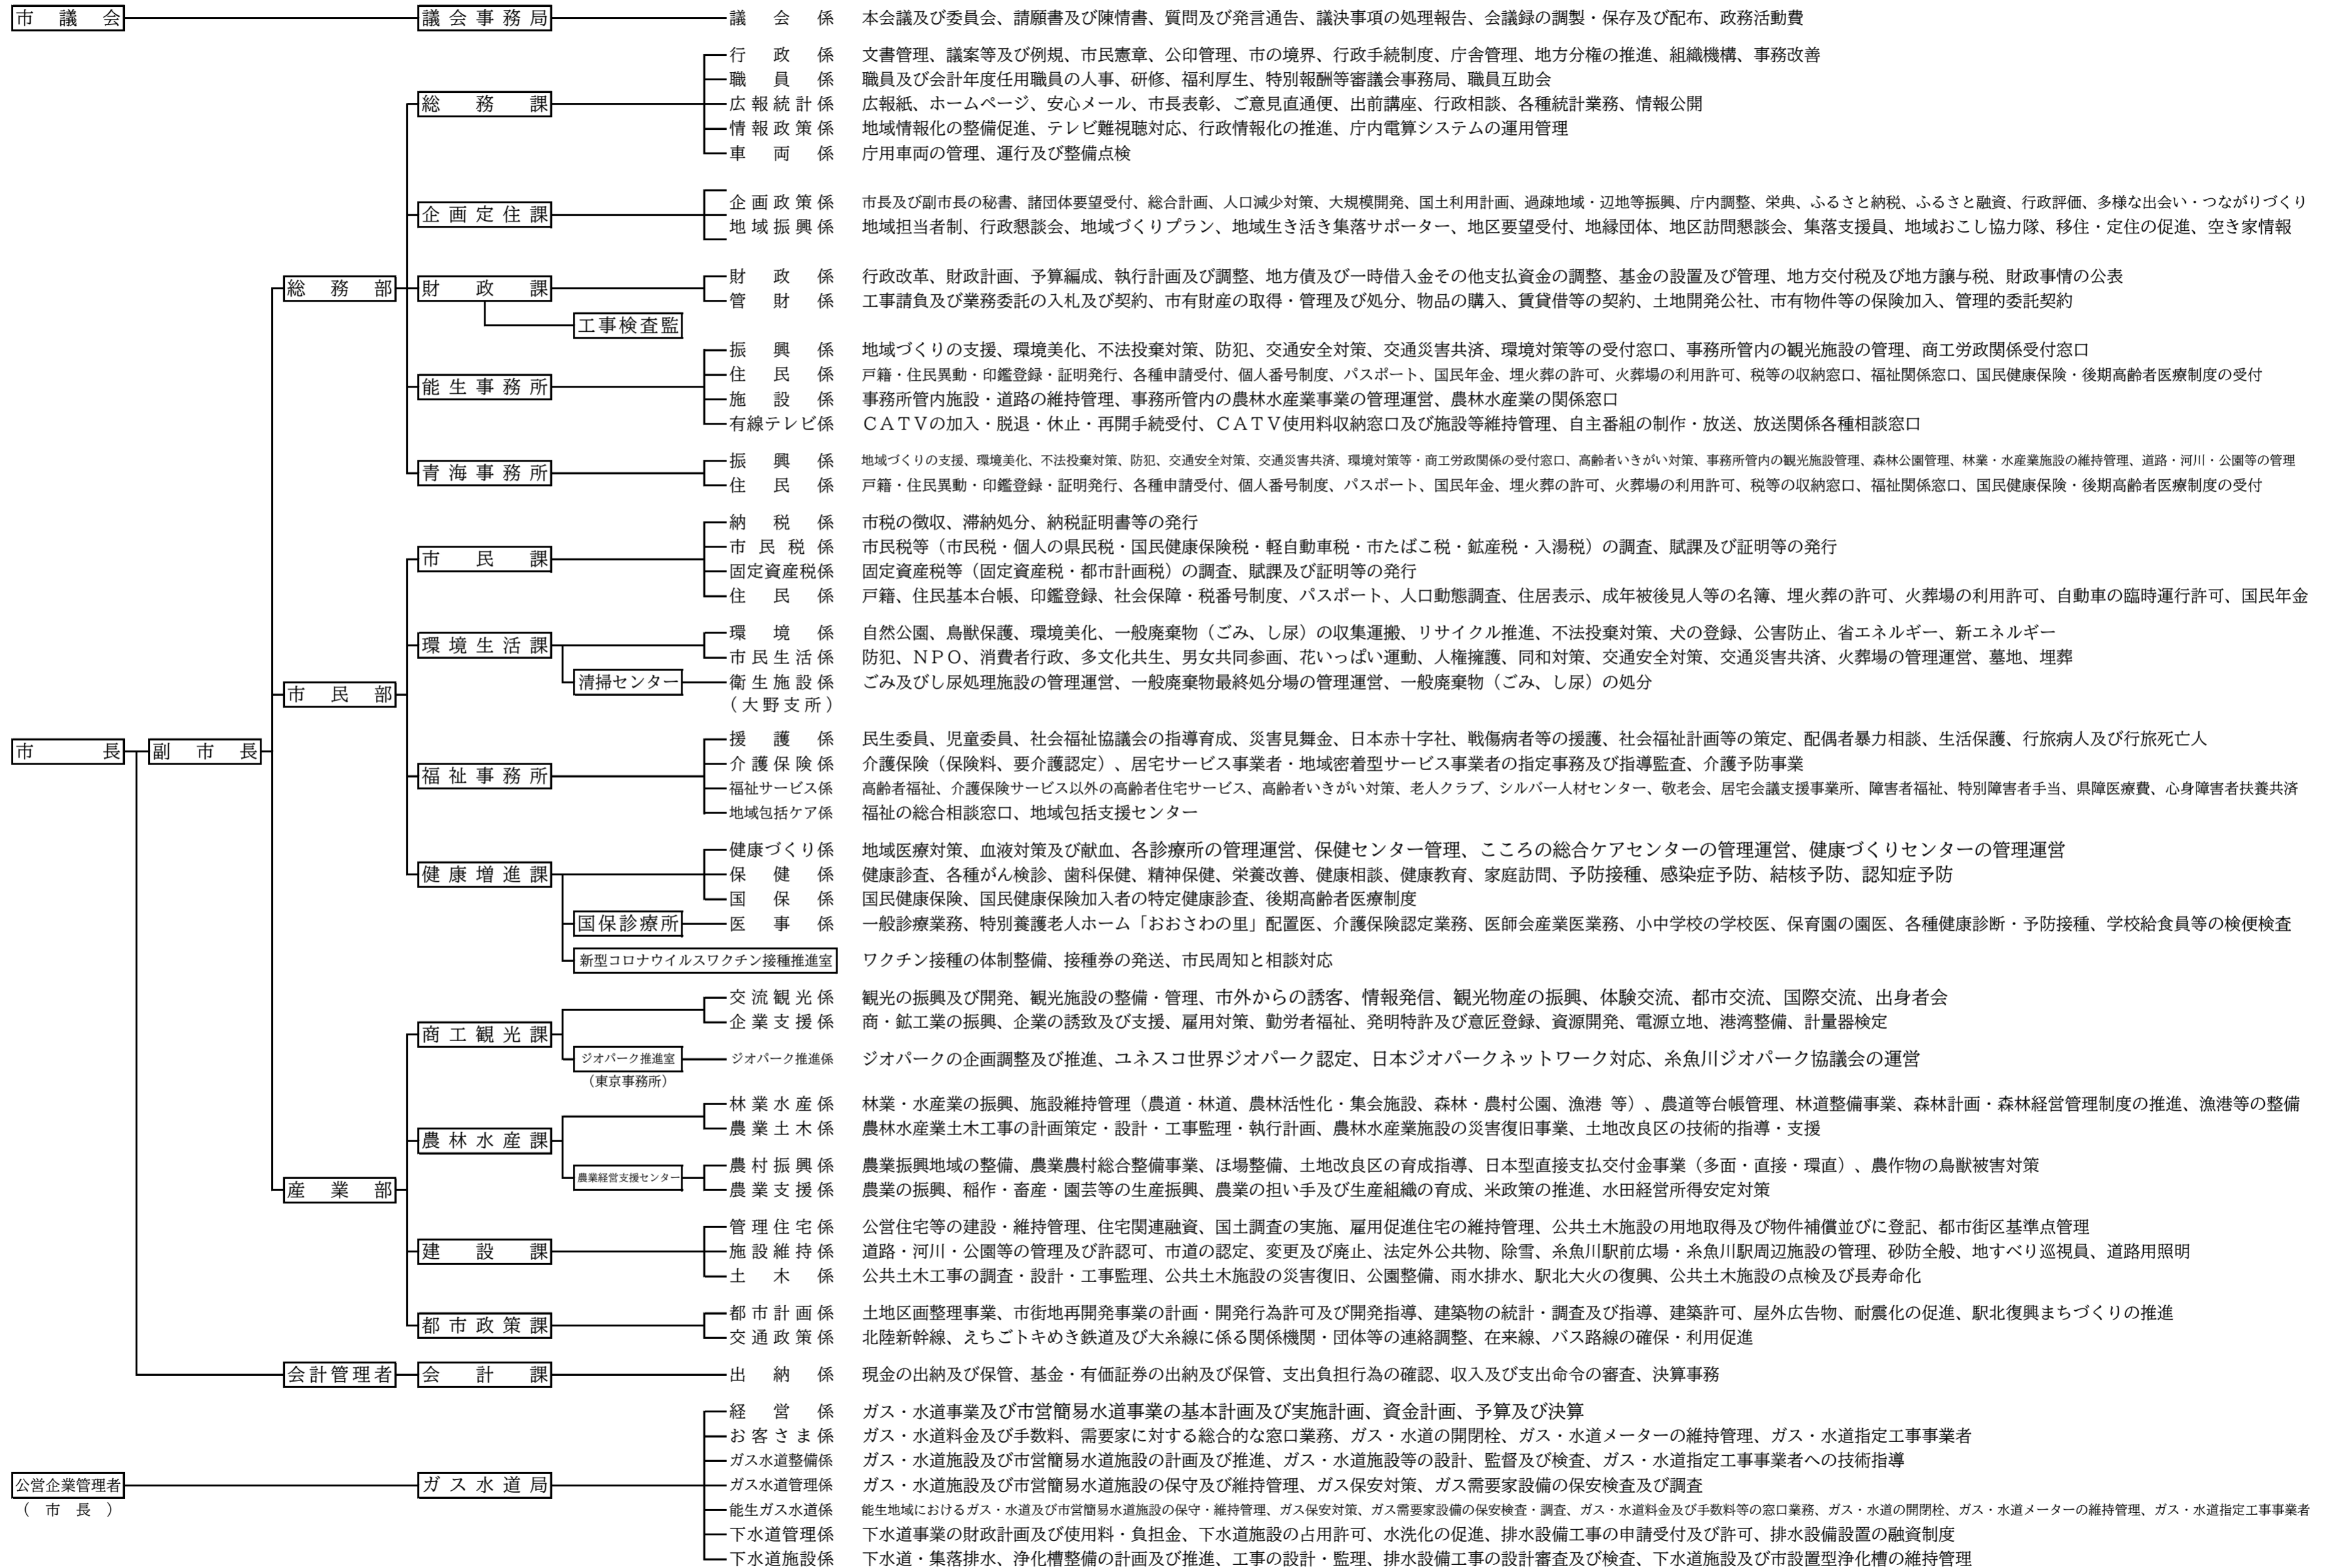 市議会 議会事務局 議会係 本会議及び委員会、請願書及び陳情書、質問及び発言通告、議決事項の処理報告、会議録の調製・保存及び配布、政務活動費
行政係 文書管理、議案等及び例規、市民憲章、公印管理、市の境界、行政手続制度、庁舎管理、地方分権の推進、組織機構、事務改善
職員係 職員及び会計年度任用職員の人事、研修、福利厚生、特別報酬等審議会事務局、職員互助会
総務課 広報統計係 広報紙、ホームページ、安心メール、市長表彰、ご意見直通便、出前講座、行政相談、各種統計業務、情報公開
情報政策係 地域情報化の整備促進、テレビ難視聴対応、行政情報化の推進、庁内電算システムの運用管理
車両係 庁用車両の管理、運行及び整備点検
企画政策係 市長及び副市長の秘書、諸団体要望受付、総合計画、人口減少対策、大規模開発、国土利用計画、過疎地域・辺地等振興、庁内調整、栄典、ふるさと納税、ふるさと融資、行政評価、多様な出会い・つながりづくり
企画定住課
地域振興係 地域担当者制、行政懇談会、地域づくりプラン、地域生き活き集落サポーター、地区要望受付、地縁団体、地区訪問懇談会、集落支援員、地域おこし協力隊、移住・定住の促進、空き家情報
財政係 行政改革、財政計画、予算編成、執行計画及び調整、地方債及び一時借入金その他支払資金の調整、基金の設置及び管理、地方交付税及び地方譲与税、財政事情の公表
総務部 財政課
管財係 工事請負及び業務委託の入札及び契約、市有財産の取得・管理及び処分、物品の購入、賃貸借等の契約、土地開発公社、市有物件等の保険加入、管理的委託契約
工事検査監
振興係 地域づくりの支援、環境美化、不法投棄対策、防犯、交通安全対策、交通災害共済、環境対策等の受付窓口、事務所管内の観光施設の管理、商工労政関係受付窓口
住民係 戸籍・住民異動・印鑑登録・証明発行、各種申請受付、個人番号制度、パスポート、国民年金、埋火葬の許可、火葬場の利用許可、税等の収納窓口、福祉関係窓口、国民健康保険・後期高齢者医療制度の受付
能生事務所
施設係 事務所管内施設・道路の維持管理、事務所管内の農林水産業事業の管理運営、農林水産業の関係窓口
有線テレビ係 ＣＡＴＶの加入・脱退・休止・再開手続受付、ＣＡＴＶ使用料収納窓口及び施設等維持管理、自主番組の制作・放送、放送関係各種相談窓口
振興係 地域づくりの支援、環境美化、不法投棄対策、防犯、交通安全対策、交通災害共済、環境対策等・商工労政関係の受付窓口、高齢者いきがい対策、事務所管内の観光施設管理、森林公園管理、林業・水産業施設の維持管理、道路・河川・公園等の管理
青海事務所
住民係 戸籍・住民異動・印鑑登録・証明発行、各種申請受付、個人番号制度、パスポート、国民年金、埋火葬の許可、火葬場の利用許可、税等の収納窓口、福祉関係窓口、国民健康保険・後期高齢者医療制度の受付
納税係 市税の徴収、滞納処分、納税証明書等の発行
市民税係 市民税等（市民税・個人の県民税・国民健康保険税・軽自動車税・市たばこ税・鉱産税・入湯税）の調査、賦課及び証明等の発行
市民課
固定資産税係 固定資産税等（固定資産税・都市計画税）の調査、賦課及び証明等の発行
住民係 戸籍、住民基本台帳、印鑑登録、社会保障・税番号制度、パスポート、人口動態調査、住居表示、成年被後見人等の名簿、埋火葬の許可、火葬場の利用許可、自動車の臨時運行許可、国民年金
環境係 自然公園、鳥獣保護、環境美化、一般廃棄物（ごみ、し尿）の収集運搬、リサイクル推進、不法投棄対策、犬の登録、公害防止、省エネルギー、新エネルギー
環境生活課
市民生活係 防犯、ＮＰＯ、消費者行政、多文化共生、男女共同参画、花いっぱい運動、人権擁護、同和対策、交通安全対策、交通災害共済、火葬場の管理運営、墓地、埋葬
清掃センター 衛生施設係 ごみ及びし尿処理施設の管理運営、一般廃棄物最終処分場の管理運営、一般廃棄物（ごみ、し尿）の処分
市民部
（大野支所）
援護係 民生委員、児童委員、社会福祉協議会の指導育成、災害見舞金、日本赤十字社、戦傷病者等の援護、社会福祉計画等の策定、配偶者暴力相談、生活保護、行旅病人及び行旅死亡人
市長 副市長
介護保険係 介護保険（保険料、要介護認定）、居宅サービス事業者・地域密着型サービス事業者の指定事務及び指導監査、介護予防事業
福祉事務所
福祉サービス係 高齢者福祉、介護保険サービス以外の高齢者住宅サービス、高齢者いきがい対策、老人クラブ、シルバー人材センター、敬老会、居宅会議支援事業所、障害者福祉、特別障害者手当、県障医療費、心身障害者扶養共済
地域包括ケア係 福祉の総合相談窓口、地域包括支援センター
健康づくり係 地域医療対策、血液対策及び献血、各診療所の管理運営、保健センター管理、こころの総合ケアセンターの管理運営、健康づくりセンターの管理運営
健康増進課 保健係 健康診査、各種がん検診、歯科保健、精神保健、栄養改善、健康相談、健康教育、家庭訪問、予防接種、感染症予防、結核予防、認知症予防
国保係 国民健康保険、国民健康保険加入者の特定健康診査、後期高齢者医療制度
国保診療所 医事係 一般診療業務、特別養護老人ホーム「おおさわの里」配置医、介護保険認定業務、医師会産業医業務、小中学校の学校医、保育園の園医、各種健康診断・予防接種、学校給食員等の検便検査
新型コロナウイルスワクチン接種推進室 ワクチン接種の体制整備、接種券の発送、市民周知と相談対応
交流観光係 観光の振興及び開発、観光施設の整備・管理、市外からの誘客、情報発信、観光物産の振興、体験交流、都市交流、国際交流、出身者会
企業支援係 商・鉱工業の振興、企業の誘致及び支援、雇用対策、勤労者福祉、発明特許及び意匠登録、資源開発、電源立地、港湾整備、計量器検定
商工観光課
ジオパーク推進室 ジオパーク推進係 ジオパークの企画調整及び推進、ユネスコ世界ジオパーク認定、日本ジオパークネットワーク対応、糸魚川ジオパーク協議会の運営
（東京事務所）
林業水産係 林業・水産業の振興、施設維持管理（農道・林道、農林活性化・集会施設、森林・農村公園、漁港 等）、農道等台帳管理、林道整備事業、森林計画・森林経営管理制度の推進、漁港等の整備
農業土木係 農林水産業土木工事の計画策定・設計・工事監理・執行計画、農林水産業施設の災害復旧事業、土地改良区の技術的指導・支援
農林水産課
農村振興係 農業振興地域の整備、農業農村総合整備事業、ほ場整備、土地改良区の育成指導、日本型直接支払交付金事業（多面・直接・環直）、農作物の鳥獣被害対策
農業経営支援センター
産業部 農業支援係 農業の振興、稲作・畜産・園芸等の生産振興、農業の担い手及び生産組織の育成、米政策の推進、水田経営所得安定対策
管理住宅係 公営住宅等の建設・維持管理、住宅関連融資、国土調査の実施、雇用促進住宅の維持管理、公共土木施設の用地取得及び物件補償並びに登記、都市街区基準点管理
建設課 施設維持係 道路・河川・公園等の管理及び許認可、市道の認定、変更及び廃止、法定外公共物、除雪、糸魚川駅前広場・糸魚川駅周辺施設の管理、砂防全般、地すべり巡視員、道路用照明
土木係 公共土木工事の調査・設計・工事監理、公共土木施設の災害復旧、公園整備、雨水排水、駅北大火の復興、公共土木施設の点検及び長寿命化
都市計画係 土地区画整理事業、市街地再開発事業の計画・開発行為許可及び開発指導、建築物の統計・調査及び指導、建築許可、屋外広告物、耐震化の促進、駅北復興まちづくりの推進
都市政策課
交通政策係 北陸新幹線、えちごトキめき鉄道及び大糸線に係る関係機関・団体等の連絡調整、在来線、バス路線の確保・利用促進
会計管理者 会計課 出納係 現金の出納及び保管、基金・有価証券の出納及び保管、支出負担行為の確認、収入及び支出命令の審査、決算事務
経営係 ガス・水道事業及び市営簡易水道事業の基本計画及び実施計画、資金計画、予算及び決算
お客さま係 ガス・水道料金及び手数料、需要家に対する総合的な窓口業務、ガス・水道の開閉栓、ガス・水道メーターの維持管理、ガス・水道指定工事事業者
ガス水道整備係 ガス・水道施設及び市営簡易水道施設の計画及び推進、ガス・水道施設等の設計、監督及び検査、ガス・水道指定工事事業者への技術指導
公営企業管理者 ガス水道局 ガス水道管理係 ガス・水道施設及び市営簡易水道施設の保守及び維持管理、ガス保安対策、ガス需要家設備の保安検査及び調査
（市長） 能生ガス水道係 能生地域におけるガス・水道及び市営簡易水道施設の保守・維持管理、ガス保安対策、ガス需要家設備の保安検査・調査、ガス・水道料金及び手数料等の窓口業務、ガス・水道の開閉栓、ガス・水道メーターの維持管理、ガス・水道指定工事事業者
下水道管理係 下水道事業の財政計画及び使用料・負担金、下水道施設の占用許可、水洗化の促進、排水設備工事の申請受付及び許可、排水設備設置の融資制度
下水道施設係 下水道・集落排水、浄化槽整備の計画及び推進、工事の設計・監理、排水設備工事の設計審査及び検査、下水道施設及び市設置型浄化槽の維持管理